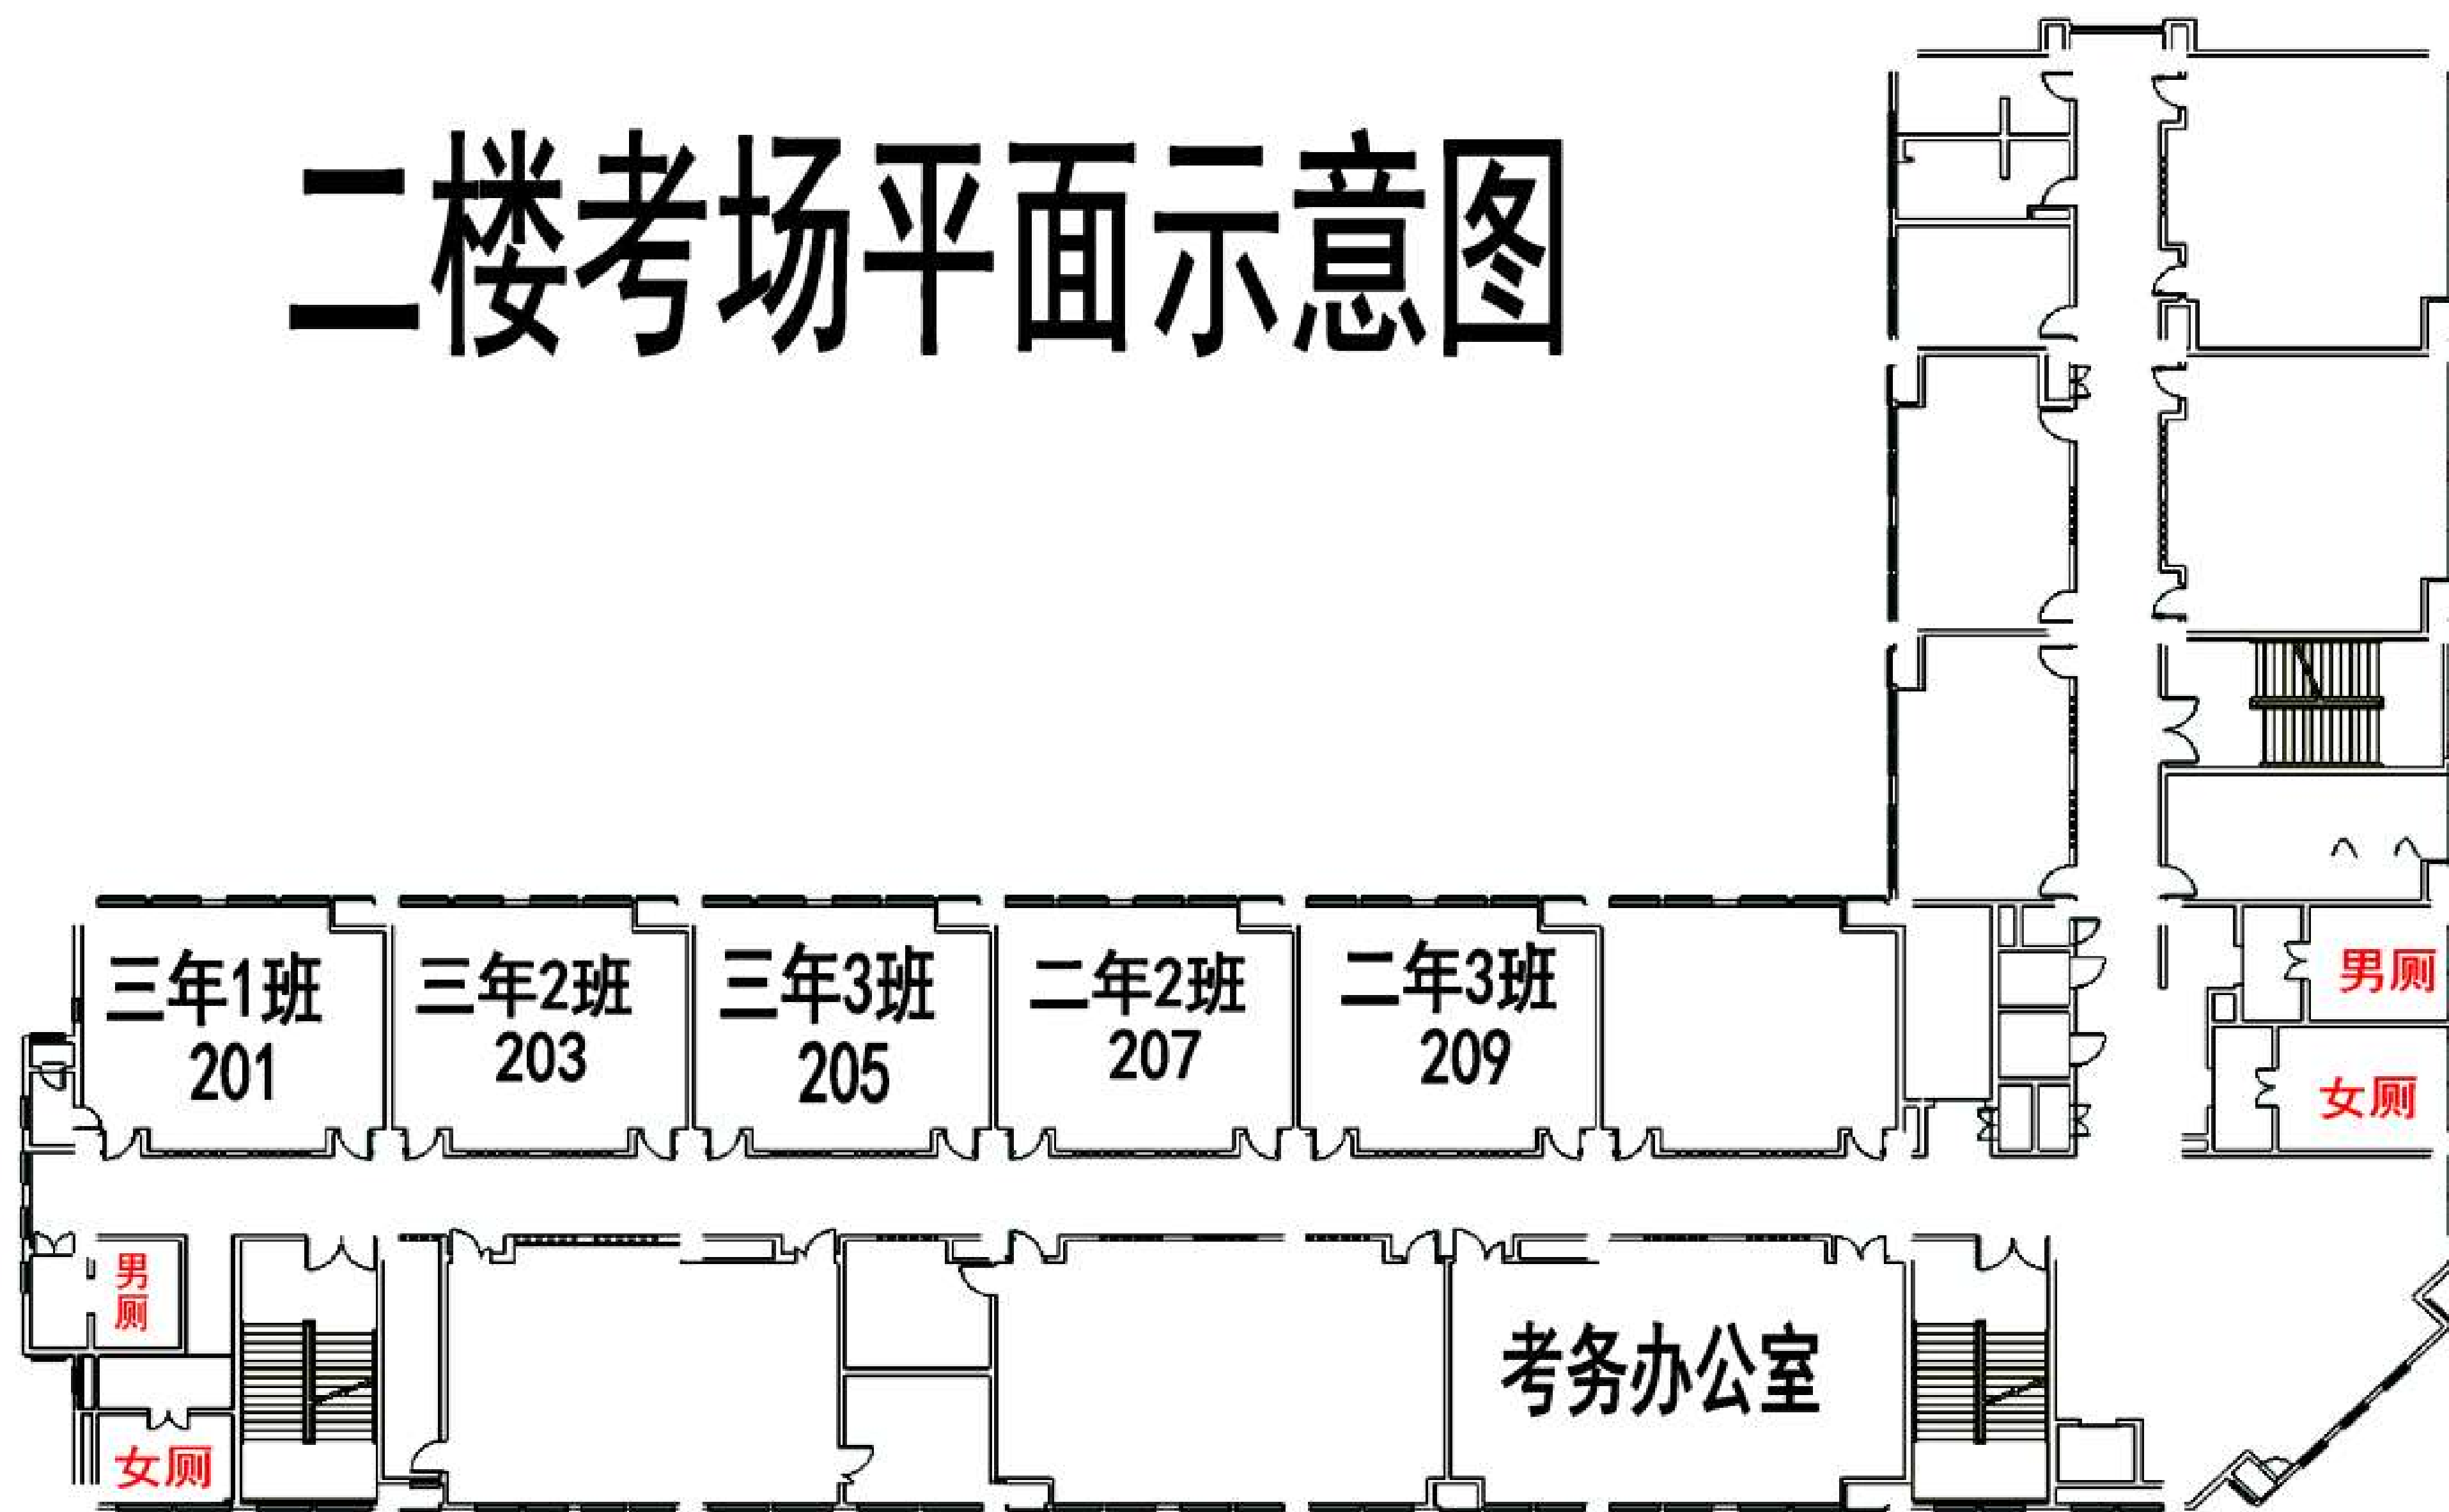 二楼考场平面示意图
三年1班
201
三年2班
203
三年3班
205
二年2班
207
二年3班
209
男厕
女厕
男
厕
女厕
考务办公室